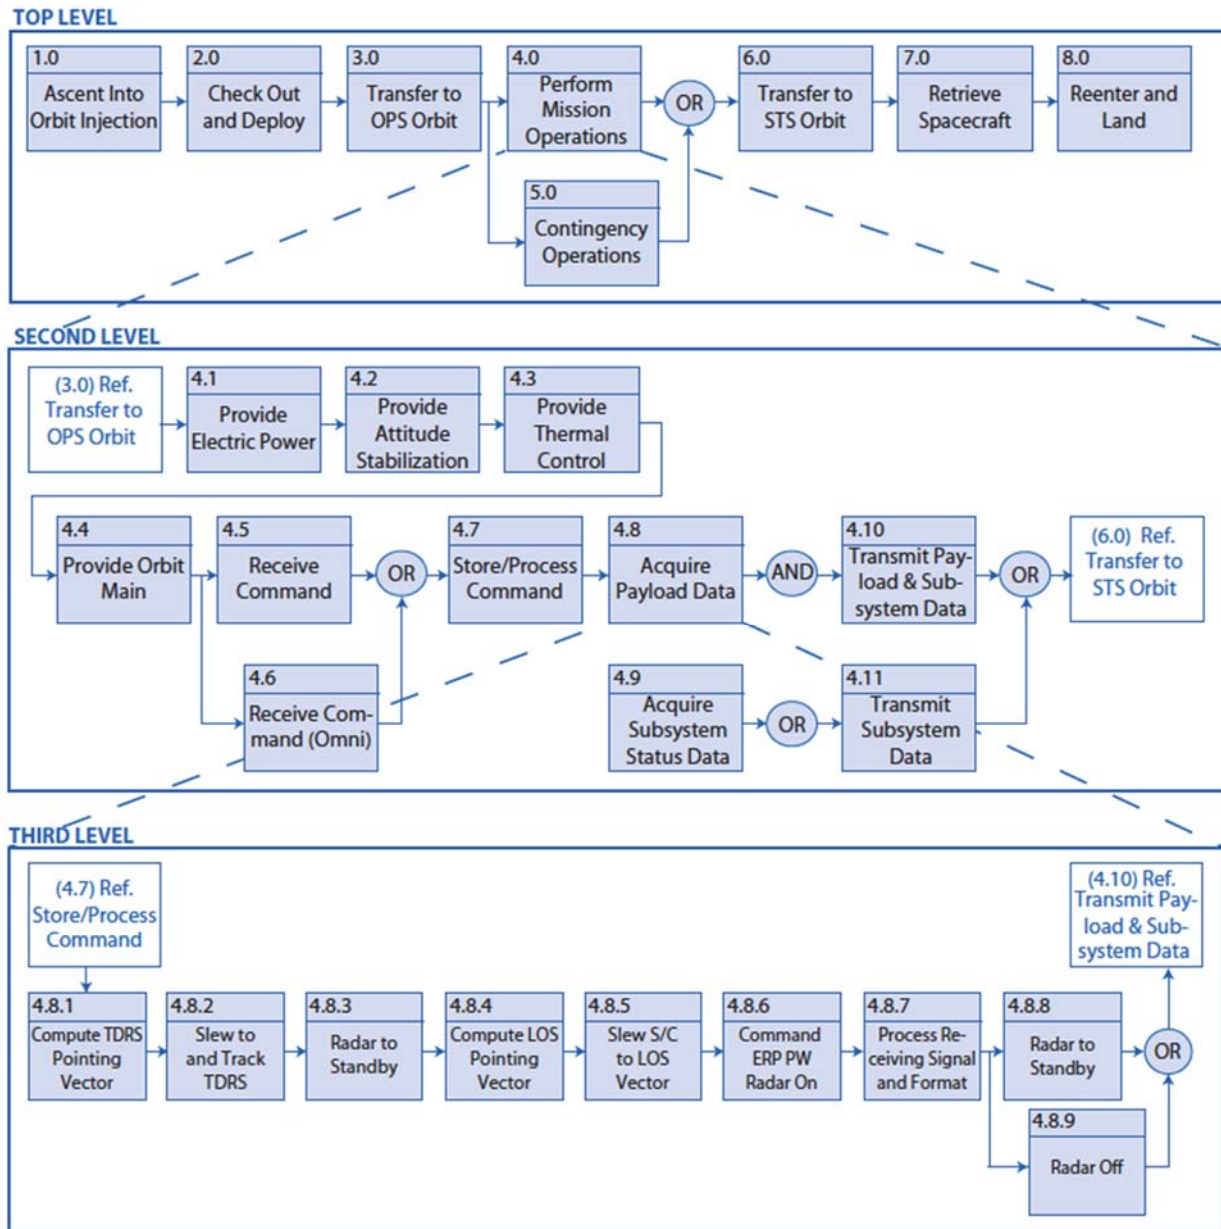 TOP LEVEL
1.0
Ascent Into
Orbit Injection
2.0
Check Out
and Deploy
3.0
Transfer to
OPS Orbit
4.0
Perform
Mission
Operations
OR
6.0
Transfer to
STS Orbit
7.0
Retrieve
Spacecraft
8.0
Reenter and
Land
5.0
Contingency
Operations
SECOND LEVEL
(3.0) Ref.
Transfer to
OPS Orbit
4.1
Provide
Electric Power
4.2
Provide
Attitude
Stabilization
4.3
Provide
Thermal
Control
4.4
Provide Orbit
Main
4.5
Receive
Command
OR
4.7
Store/Process
Command
4.8
Acquire
Payload Data
AND
4.10
Transmit Pay-
load & Sub-
system Data
OR
(6.0) Ref.
Transfer to
STS Orbit
4.6
Receive Com-
mand (Omni)
4.9
Acquire
Subsystem
Status Data
OR
4.11
Transmit
Subsystem
Data
THIRD LEVEL
(4.7) Ref.
Store/Process
Command
(4.10) Ref.
Transmit Pay-
load & Sub-
system Data
4.8.1
Compute TDRS
Pointing
Vector
4.8.2
Slew to
and Track
TDRS
4.8.3
Radar to
Standby
4.8.4
Compute LOS
Pointing
Vector
4.8.5
Slew S/C
to LOS
Vector
4.8.6
Command
ERP PW
Radar On
4.8.7
Process Re-
ceiving Signal
and Format
4.8.8
Radar to
Standby
OR
4.8.9
Radar Off